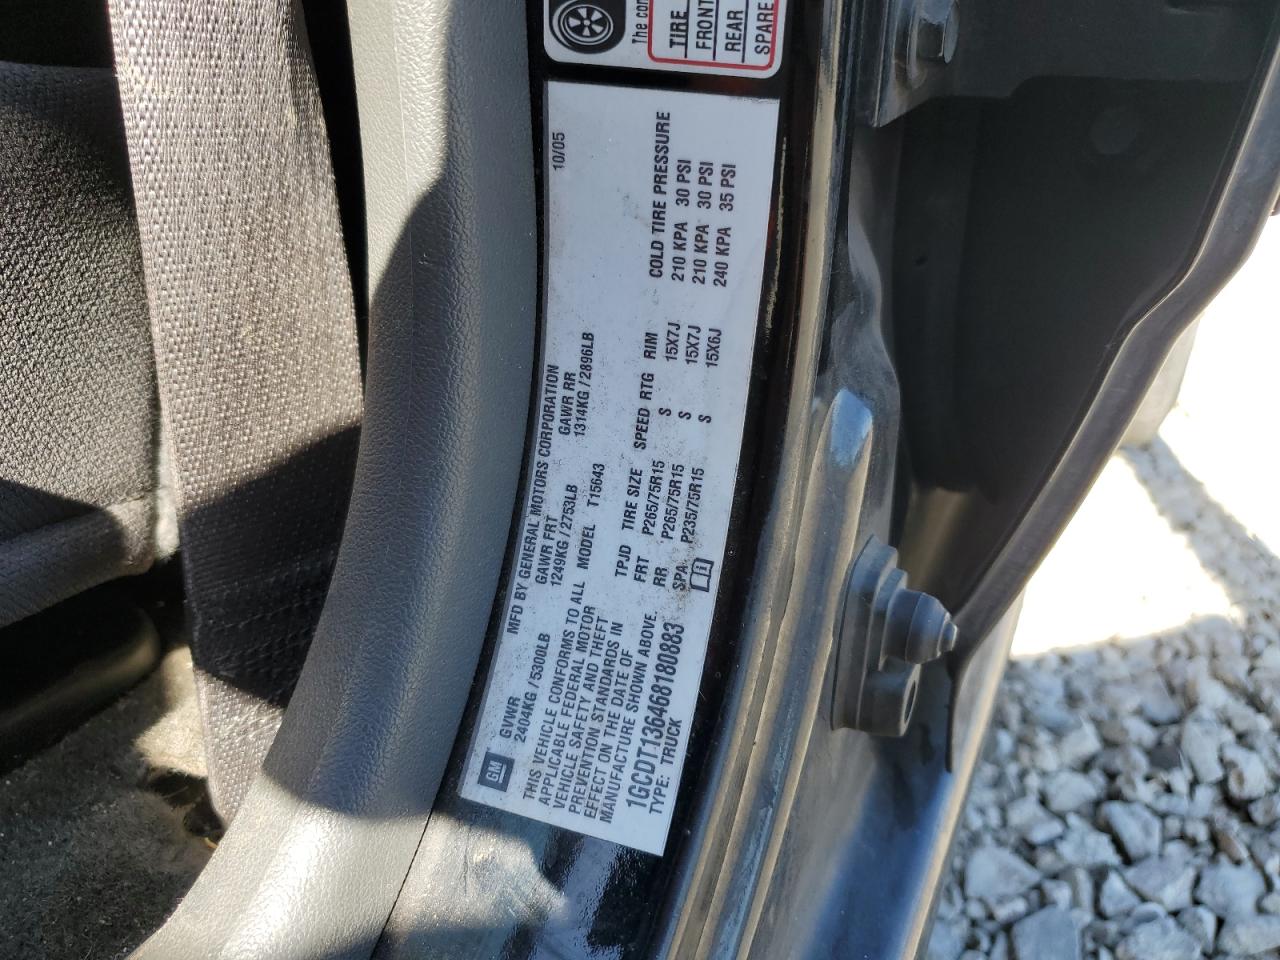 The con
TIRE
FRONT
REAR
SPARE
10/05
MFD BY GENERAL MOTORS CORPORATION
GVWR GAWR FRT GAWR RR
2404KG / 5300LB 1249KG / 2753LB 1314KG / 2896LB
GM
THIS VEHICLE CONFORMS TO ALL
APPLICABLE FEDERAL MOTOR
VEHICLE SAFETY AND THEFT
PREVENTION STANDARDS IN
EFFECT ON THE DATE OF
MANUFACTURE SHOWN ABOVE.
1GCDT136468180883
TYPE: TRUCK
MODEL T15643
TPJD TIRE SIZE SPEED RTG RIM COLD TIRE PRESSURE
FRT P265/75R15 S 15X7J 210 KPA 30 PSI
RR P265/75R15 S 15X7J 210 KPA 30 PSI
SPA P235/75R15 S 15X6J 240 KPA 35 PSI